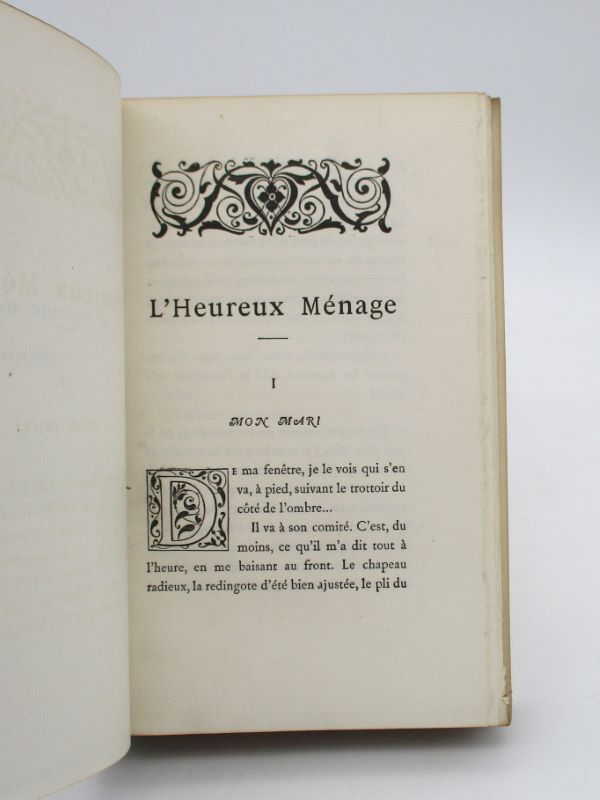 L'Heureux Ménage
I
MON MARI
DE ma fenêtre, je le vois qui s'en
va, à pied, suivant le trottoir du
côté de l'ombre...
Il va à son comité. C'est, du
moins, ce qu'il m'a dit tout à
l'heure, en me baisant au front. Le chapeau
radieux, la redingote d'été bien ajustée, le pli du